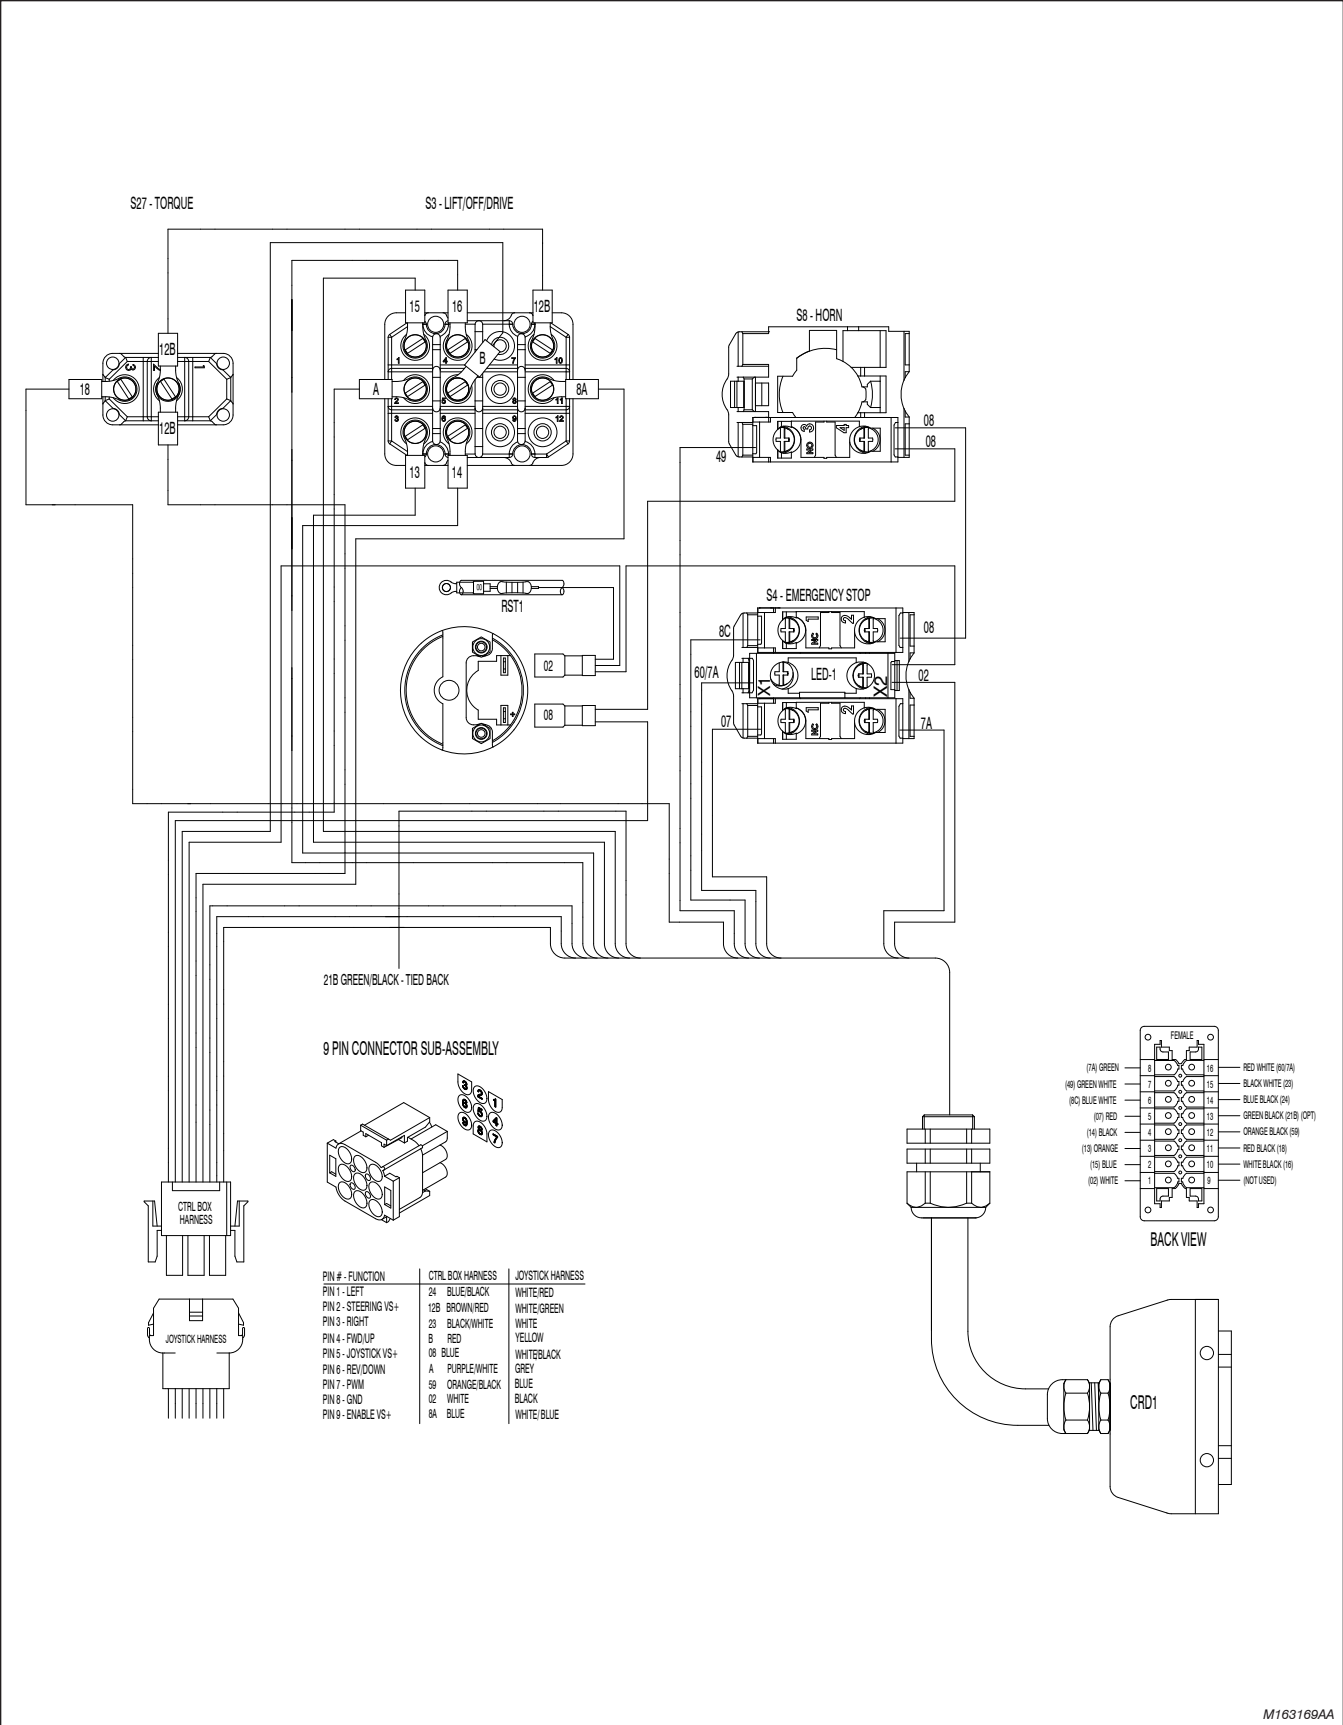 S27 - TORQUE
S3 - LIFT/OFF/DRIVE
15
16
12B
S8 - HORN
12B
3
2
1
18
12B
1
4
7
10
B
A
8A
2
5
8
11
3
6
9
12
13
14
08
08
49
NO
3
4
00
RST1
S4 - EMERGENCY STOP
8C
NC
1
2
08
02
60/7A
X1
LED-1
X2
02
08
07
NC
1
2
7A
+
21B GREEN/BLACK - TIED BACK
9 PIN CONNECTOR SUB-ASSEMBLY
3
2
1
6
5
4
9
8
7
FEMALE
(7A) GREEN 8 16 RED WHITE (60/7A)
(49) GREEN WHITE 7 15 BLACK WHITE (23)
(8C) BLUE WHITE 6 14 BLUE BLACK (24)
(07) RED 5 13 GREEN BLACK (21B) (OPT)
(14) BLACK 4 12 ORANGE BLACK (59)
(13) ORANGE 3 11 RED BLACK (18)
(15) BLUE 2 10 WHITE BLACK (16)
(02) WHITE 1 9 (NOT USED)
BACK VIEW
CTRL BOX
HARNESS
JOYSTICK HARNESS
PIN # - FUNCTION CTRL BOX HARNESS JOYSTICK HARNESS
PIN 1 - LEFT 24 BLUE/BLACK WHITE/RED
PIN 2 - STEERING VS+ 12B BROWN/RED WHITE/GREEN
PIN 3 - RIGHT 23 BLACK/WHITE WHITE
PIN 4 - FWD/UP B RED YELLOW
PIN 5 - JOYSTICK VS+ 08 BLUE WHITE/BLACK
PIN 6 - REV/DOWN A PURPLE/WHITE GREY
PIN 7 - PWM 59 ORANGE/BLACK BLUE
PIN 8 - GND 02 WHITE BLACK
PIN 9 - ENABLE VS+ 8A BLUE WHITE/ BLUE
CRD1
M163169AA